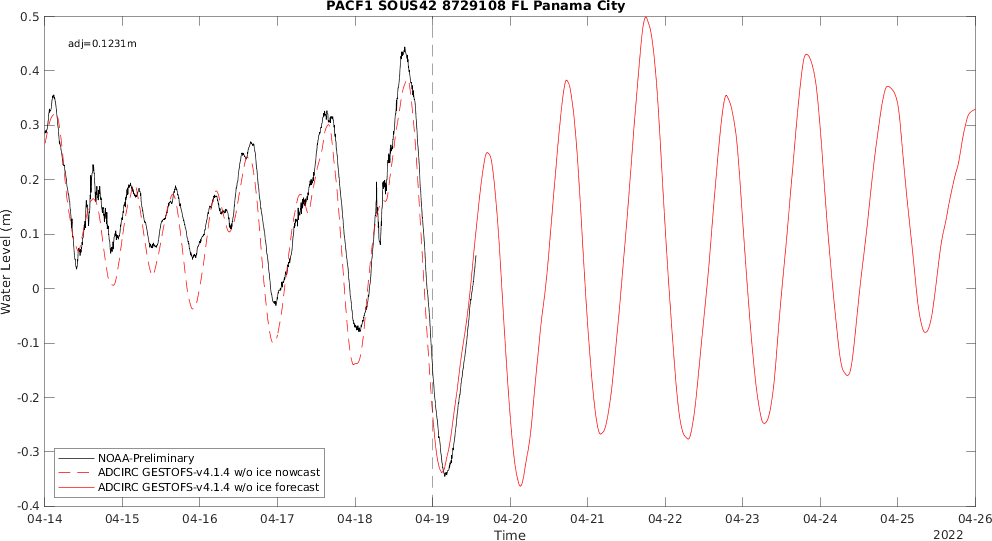 PACF1 SOUS42 8729108 FL Panama City
adj=0.1231m
0.5
0.4
0.3
0.2
0.1
0
-0.1
-0.2
-0.3
-0.4
Water Level (m)
NOAA-Preliminary
ADCIRC GESTOFS-v4.1.4 w/o ice nowcast
ADCIRC GESTOFS-v4.1.4 w/o ice forecast
04-14 04-15 04-16 04-17 04-18 04-19 04-20 04-21 04-22 04-23 04-24 04-25 04-26
Time
2022